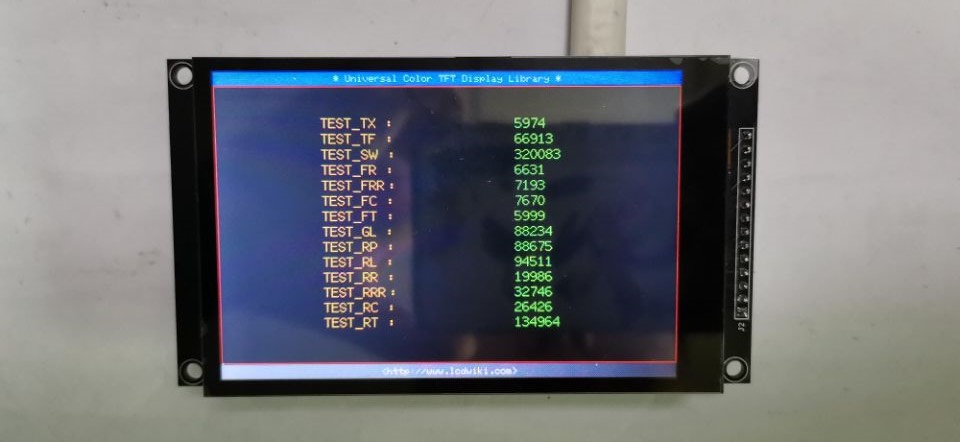 * Universal Color TFT Display Library *
TEST_TX : 5974
TEST_TF : 66913
TEST_SW : 320083
TEST_FR : 6631
TEST_FRR : 7193
TEST_FC : 7670
TEST_FT : 5999
TEST_GL : 88234
TEST_RP : 88675
TEST_RL : 94511
TEST_RR : 19986
TEST_RRR : 32746
TEST_RC : 26426
TEST_RT : 134964
<http://www.lcdwiki.com>
J2